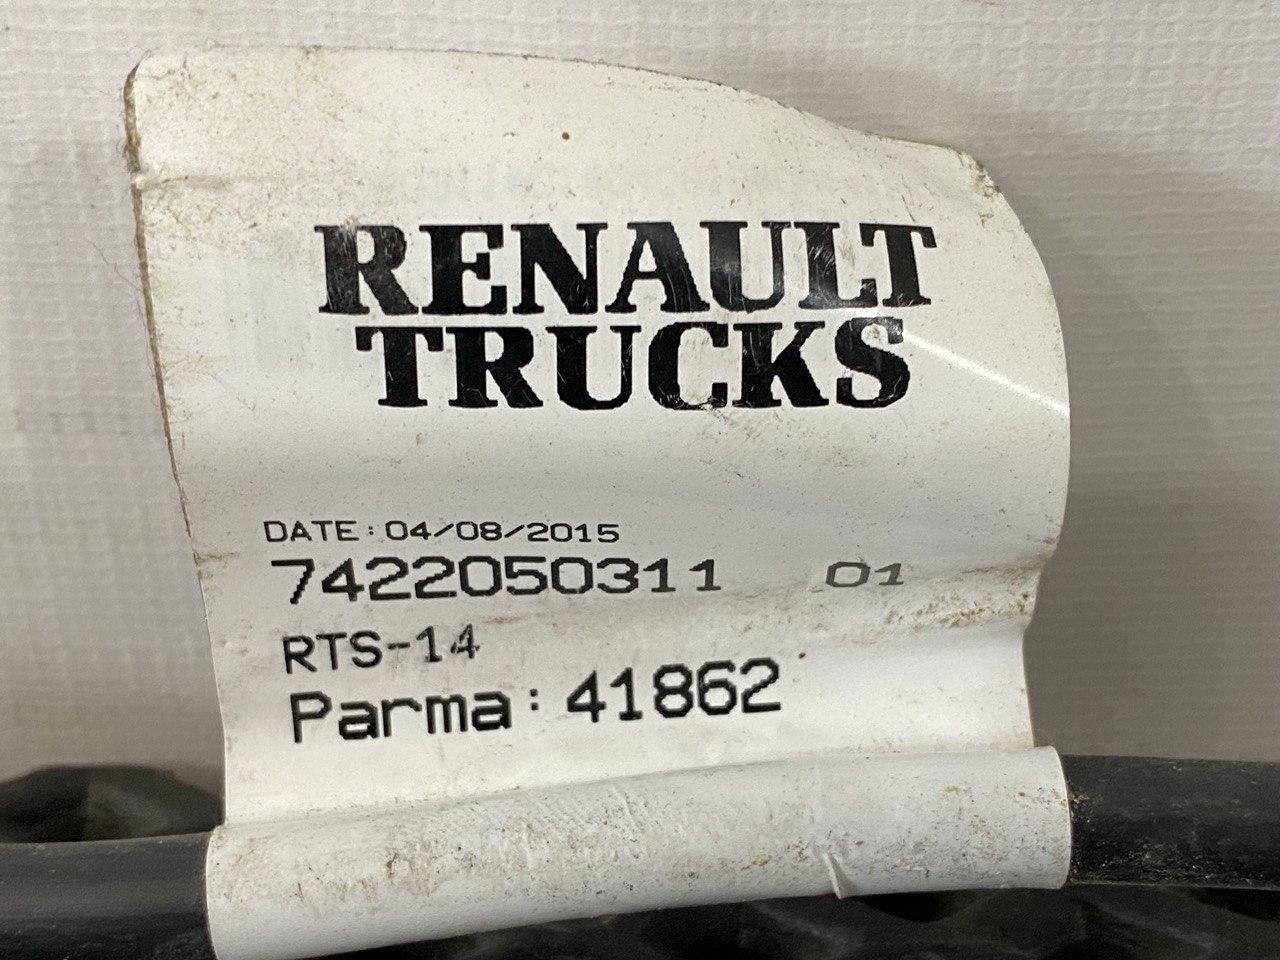 RENAULT
TRUCKS
DATE: 04/08/2015
7422050311 01
RTS-14
Parma: 41862